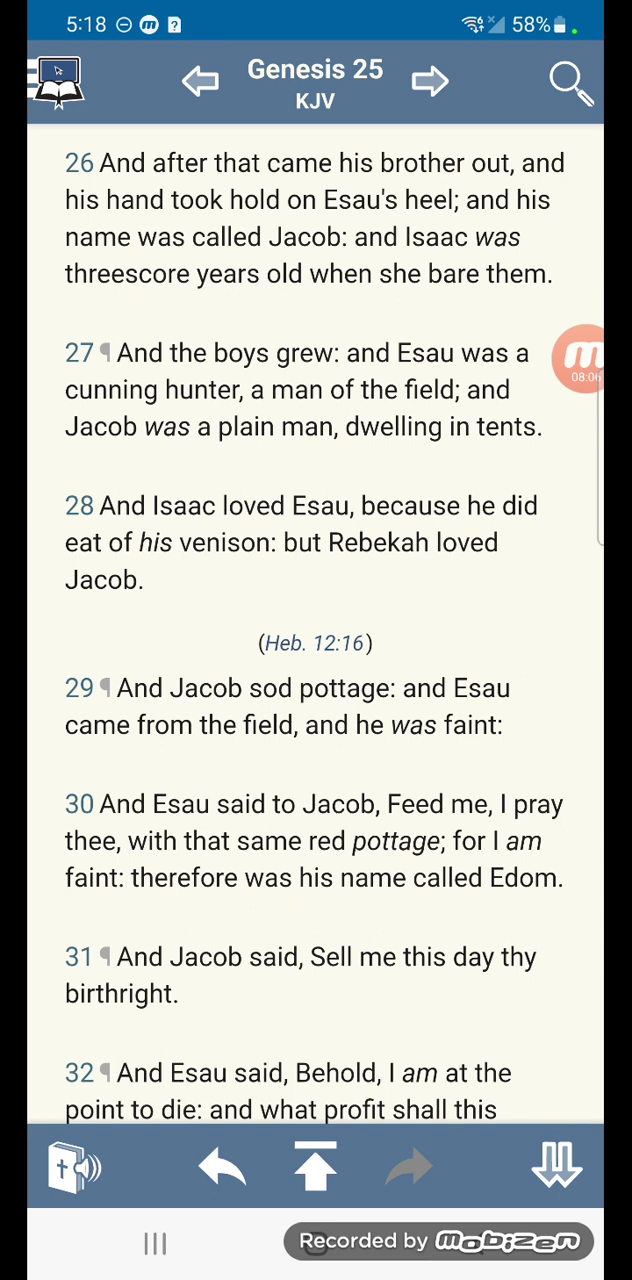 5:18 58%
Genesis 25
KJV
26 And after that came his brother out, and
his hand took hold on Esau's heel; and his
name was called Jacob: and Isaac was
threescore years old when she bare them.
27 ¶ And the boys grew: and Esau was a
cunning hunter, a man of the field; and
Jacob was a plain man, dwelling in tents.
m
08:06
28 And Isaac loved Esau, because he did
eat of his venison: but Rebekah loved
Jacob.
(Heb. 12:16)
29 ¶ And Jacob sod pottage: and Esau
came from the field, and he was faint:
30 And Esau said to Jacob, Feed me, I pray
thee, with that same red pottage; for I am
faint: therefore was his name called Edom.
31 ¶ And Jacob said, Sell me this day thy
birthright.
32 ¶ And Esau said, Behold, I am at the
point to die: and what profit shall this
Recorded by mobizen